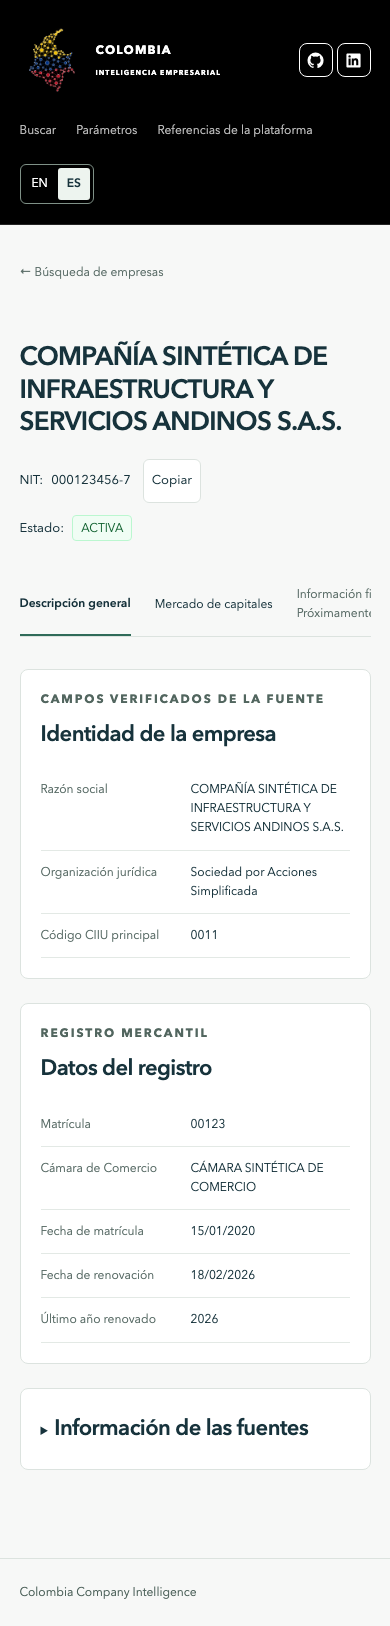 COLOMBIA
INTELIGENCIA EMPRESARIAL
Buscar Parámetros Referencias de la plataforma
EN ES
← Búsqueda de empresas
COMPAÑÍA SINTÉTICA DE
INFRAESTRUCTURA Y
SERVICIOS ANDINOS S.A.S.
NIT: 000123456-7 Copiar
Estado: ACTIVA
Descripción general Mercado de capitales Información fi
Próximamente
CAMPOS VERIFICADOS DE LA FUENTE
Identidad de la empresa
Razón social COMPAÑÍA SINTÉTICA DE
INFRAESTRUCTURA Y
SERVICIOS ANDINOS S.A.S.
Organización jurídica Sociedad por Acciones
Simplificada
Código CIIU principal 0011
REGISTRO MERCANTIL
Datos del registro
Matrícula 00123
Cámara de Comercio CÁMARA SINTÉTICA DE
COMERCIO
Fecha de matrícula 15/01/2020
Fecha de renovación 18/02/2026
Último año renovado 2026
Información de las fuentes
Colombia Company Intelligence